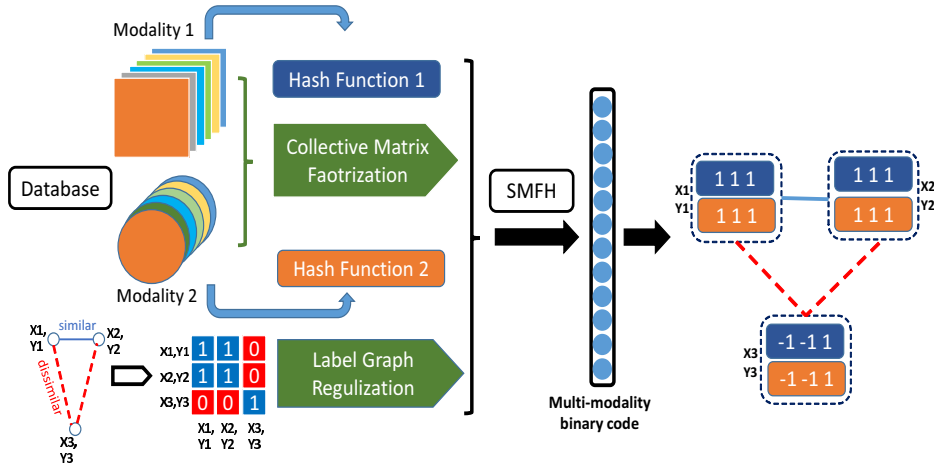 Modality 1
Hash Function 1
Collective Matrix
Faotrization
Database
SMFH
Hash Function 2
Modality 2
X1,
Y1
similar
X2,
Y2
dissimilar
X3,
Y3
X1,Y1 1 1 0
X2,Y2 1 1 0
X3,Y3 0 0 1
X1, X2, X3,
Y1 Y2 Y3
Label Graph
Regulization
Multi-modality
binary code
X1
Y1
1 1 1
1 1 1
1 1 1
1 1 1
X2
Y2
X3
Y3
-1 -1 1
-1 -1 1